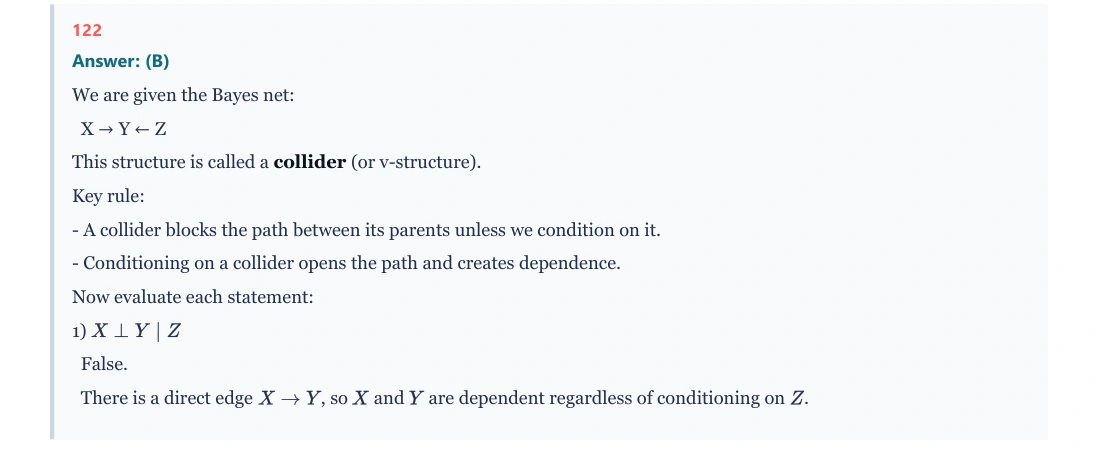 122
Answer: (B)
We are given the Bayes net:
X → Y ← Z
This structure is called a collider (or v-structure).
Key rule:
- A collider blocks the path between its parents unless we condition on it.
- Conditioning on a collider opens the path and creates dependence.
Now evaluate each statement:
1) X ⊥ Y | Z
False.
There is a direct edge X → Y, so X and Y are dependent regardless of conditioning on Z.